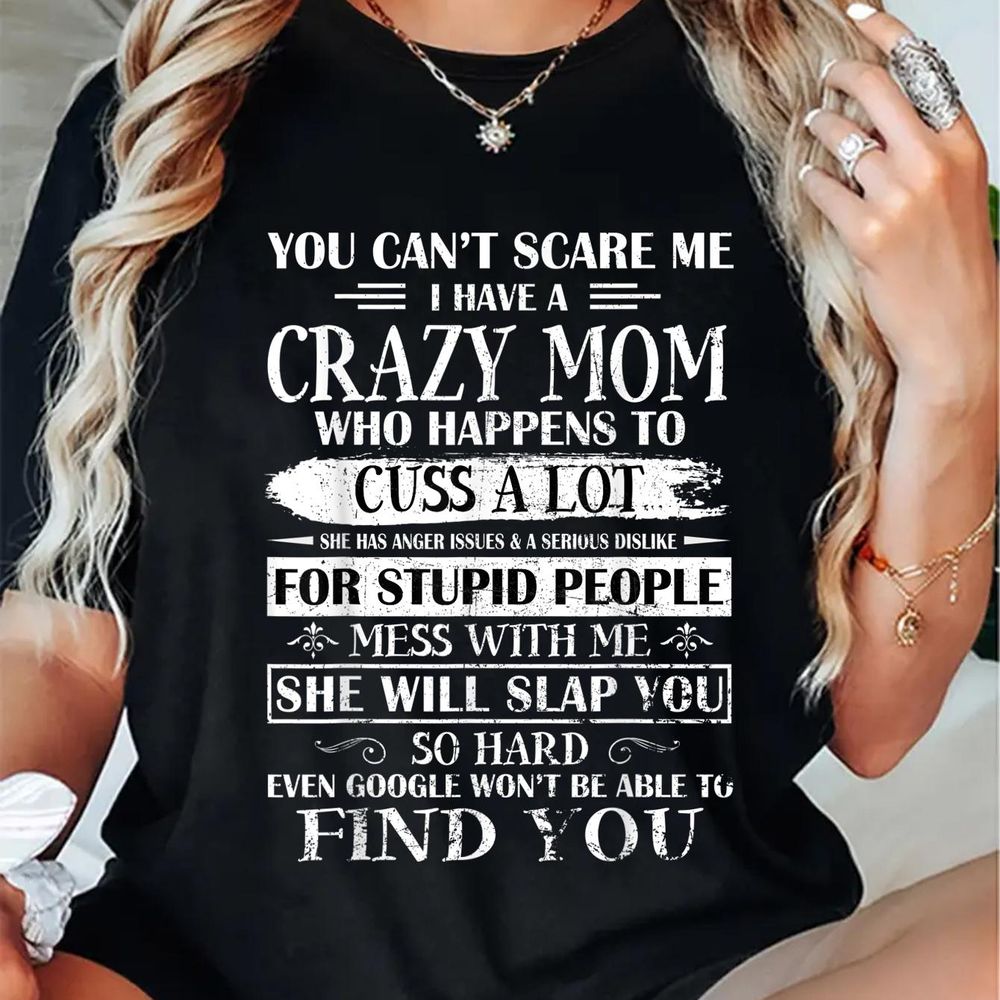 YOU CAN'T SCARE ME
I HAVE A
CRAZY MOM
WHO HAPPENS TO
CUSS A LOT
SHE HAS ANGER ISSUES & A SERIOUS DISLIKE
FOR STUPID PEOPLE
MESS WITH ME
SHE WILL SLAP YOU
SO HARD
EVEN GOOGLE WON'T BE ABLE TO
FIND YOU